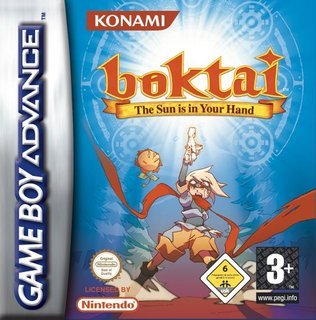 KONAMI
GAME BOY ADVANCE
boktai
The Sun is in Your Hand
Original
Nintendo
Seal of
Quality
LICENSED BY
Nintendo
6
3+
www.pegi.info